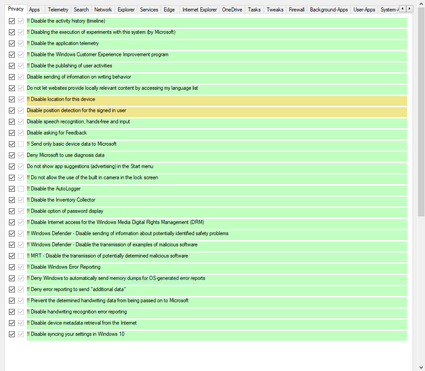 Privacy Apps Telemetry Search Network Explorer Services Edge Internet Explorer OneDrive Tasks Tweaks Firewall Background-Apps User-Apps System-
!! Disable the activity history (timeline)
!! Disabling the execution of experiments with this system (by Microsoft)
!! Disable the application telemetry
!! Disable the Windows Customer Experience Improvement program
!! Disable the publishing of user activities
Disable sending of information on writing behavior
Do not let websites provide locally relevant content by accessing my language list
!! Disable location for this device
Disable position detection for the signed in user
Disable speech recognition, hands-free and input
Disable asking for Feedback
!! Send only basic device data to Microsoft
Deny Microsoft to use diagnosis data
Do not show app suggestions (advertising) in the Start menu.
!! Do not allow the use of the built in camera in the lock screen
!! Disable the AutoLogger
!! Disable the Inventory Collector
!! Disable option of password display
!! Disable Internet access for the Windows Media Digital Rights Management (DRM)
!! Windows Defender - Disable sending of information about potentially identified safety problems
!! Windows Defender - Disable the transmission of examples of malicious software
!! MRT - Disable the transmission of potentially determined malicious software
!! Disable Windows Error Reporting
!! Deny Windows to automatically send memory dumps for OS-generated error reports
!! Deny error reporting to send "additional data"
!! Prevent the determined handwriting data from being passed on to Microsoft
!! Disable handwriting recognition error reporting
!! Disable device metadata retrieval from the Internet
!! Disable syncing your settings in Windows 10